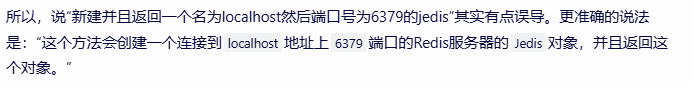 所以，说“新建并且返回一个名为localhost然后端口号为6379的jedis”其实有点误导。更准确的说法
是：“这个方法会创建一个连接到 localhost 地址上 6379 端口的Redis服务器的 Jedis 对象，并且返回这
个对象。”